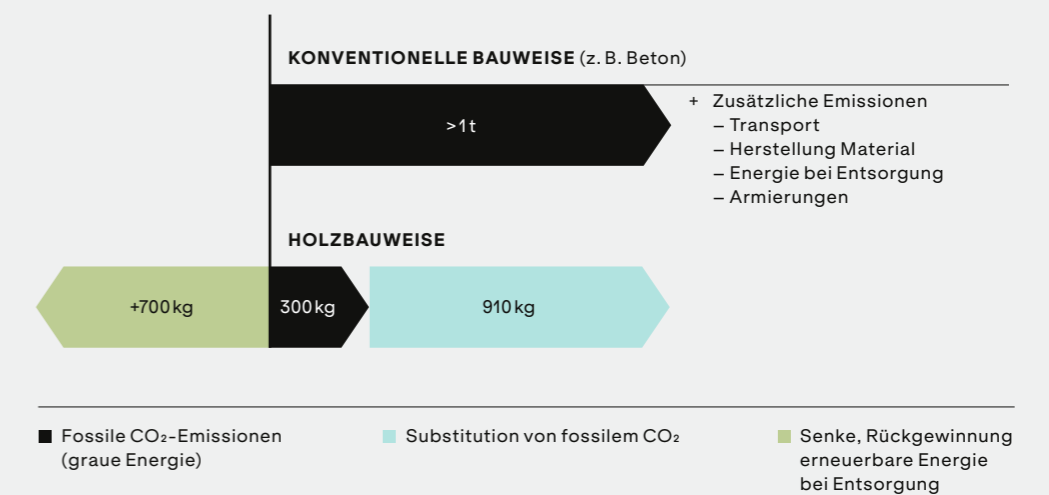 KONVENTIONELLE BAUWEISE (z. B. Beton)
>1 t
+ Zusätzliche Emissionen
– Transport
– Herstellung Material
– Energie bei Entsorgung
– Armierungen
HOLZBAUWEISE
+700 kg
300 kg
910 kg
Fossile CO₂-Emissionen
(graue Energie)
Substitution von fossilem CO₂
Senke, Rückgewinnung
erneuerbare Energie
bei Entsorgung